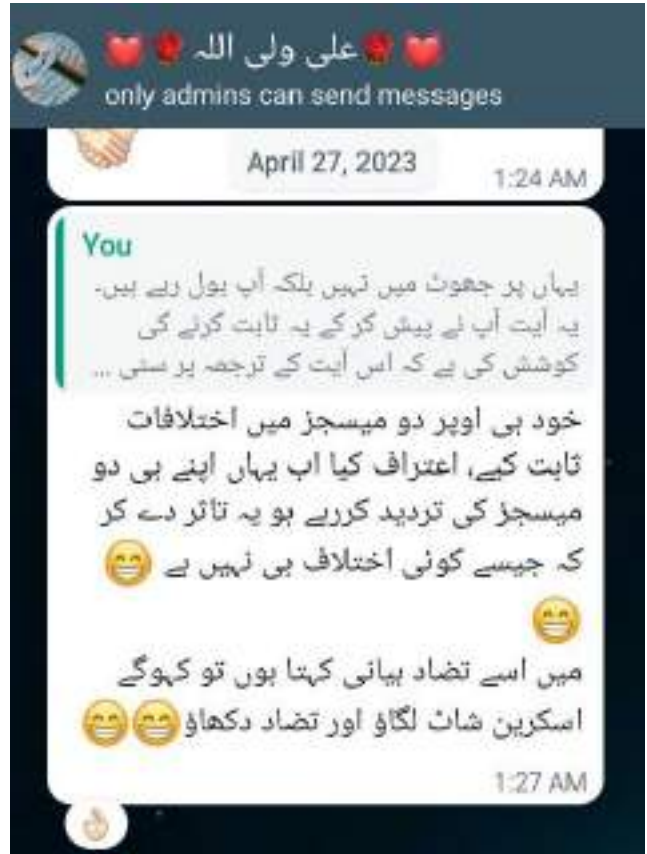 ❤️🌹علی ولی اللہ🌹❤️
only admins can send messages
April 27, 2023
1:24 AM
You
یہاں پر جھوٹ میں نہیں بلکہ آپ بول رہے ہیں۔
یہ آیت آپ نے پیش کر کے یہ ثابت کرنے کی
کوشش کی ہے کہ اس آیت کے ترجمہ پر سنی ...
خود ہی اوپر دو میسجز میں اختلافات
ثابت کیے، اعتراف کیا اب یہاں اپنے ہی دو
میسجز کی تردید کررہے ہو یہ تاثر دے کر
کہ جیسے کوئی اختلاف ہی نہیں ہے 😁
😁
میں اسے تضاد بیانی کہتا ہوں تو کہوگے
اسکرین شاٹ لگاؤ اور تضاد دکھاؤ😁😁
1:27 AM